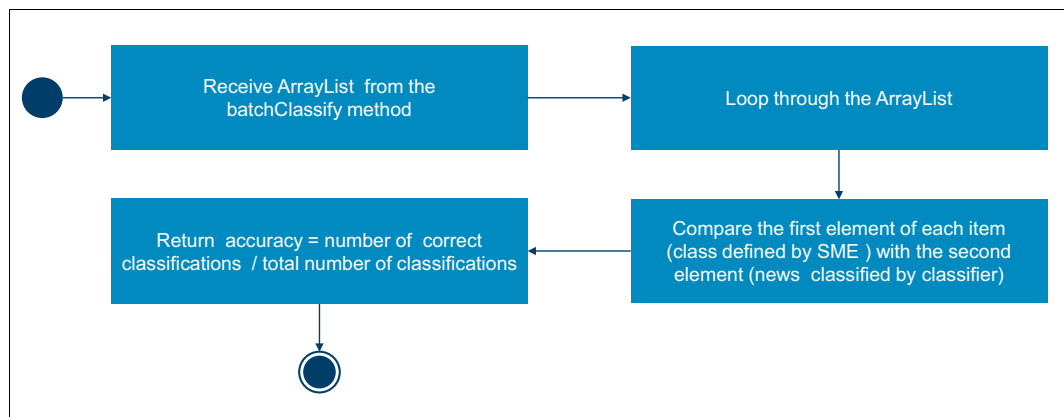 Receive ArrayList from the
batchClassify method
Loop through the ArrayList
Compare the first element of each item
(class defined by SME ) with the second
element (news classified by classifier)
Return accuracy = number of correct
classifications / total number of classifications